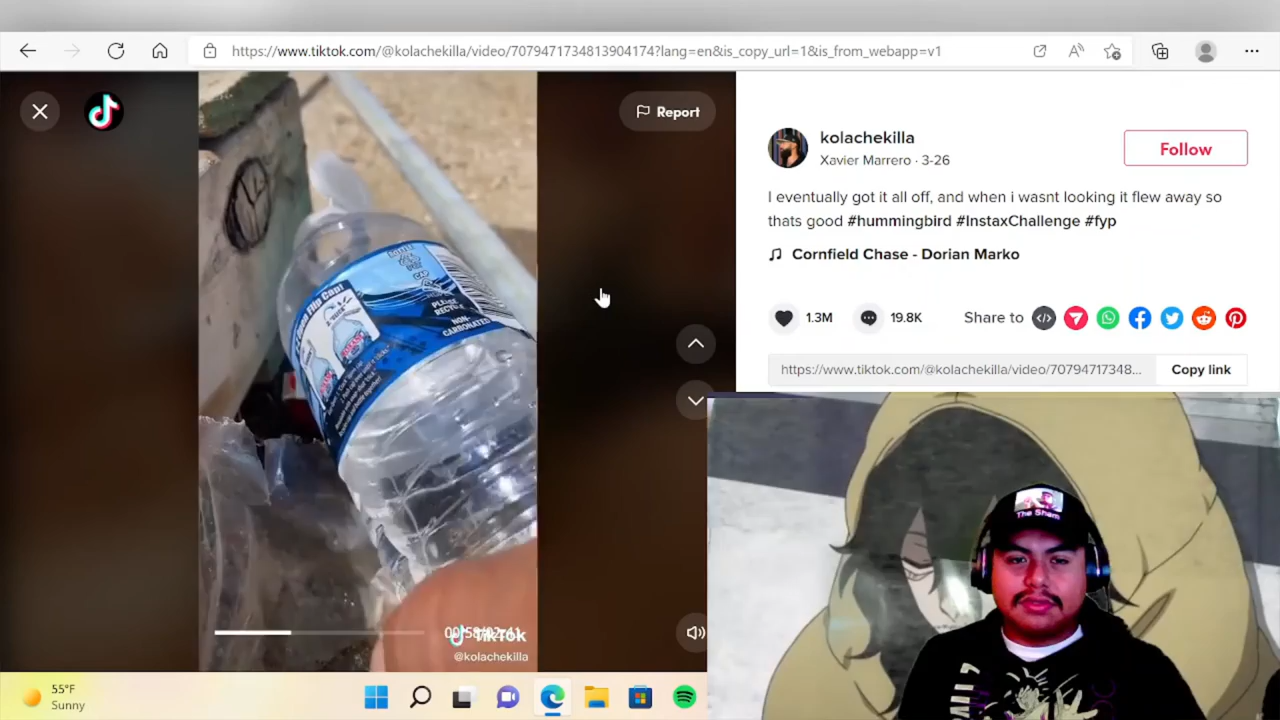 https://www.tiktok.com/@kolachekilla/video/7079471734813904174?lang=en&is_copy_url=1&is_from_webapp=v1
Report
kolachekilla
Xavier Marrero · 3-26
Follow
I eventually got it all off, and when i wasnt looking it flew away so
thats good #hummingbird #InstaxChallenge #fyp
Cornfield Chase - Dorian Marko
1.3M
19.8K
Share to
https://www.tiktok.com/@kolachekilla/video/70794717348...
Copy link
Flip Cap!
CAP
PLEASE
RECYCLE
NON-
CARBONATED
TikTok
@kolachekilla
The Sham
55°F
Sunny